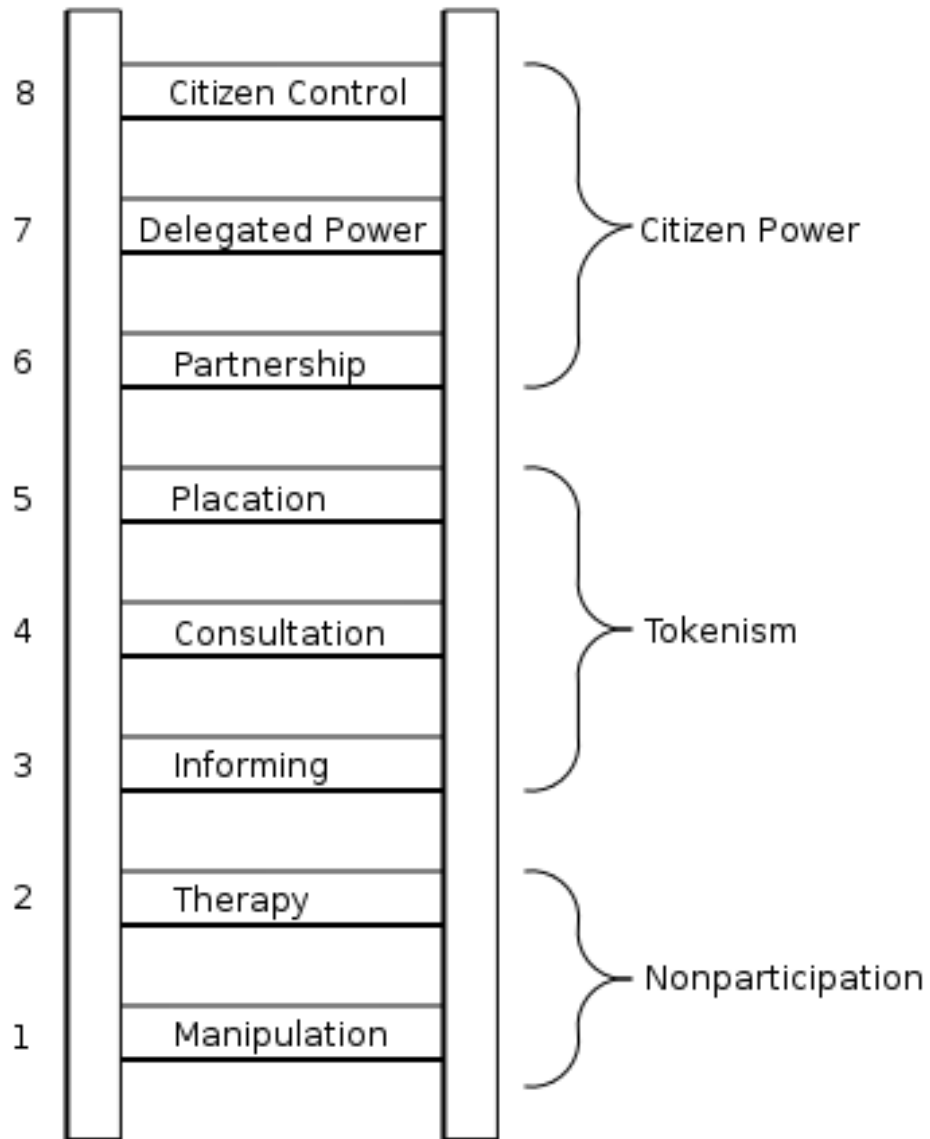 8 Citizen Control
7 Delegated Power
Citizen Power
6 Partnership
5 Placation
4 Consultation
Tokenism
3 Informing
2 Therapy
Nonparticipation
1 Manipulation